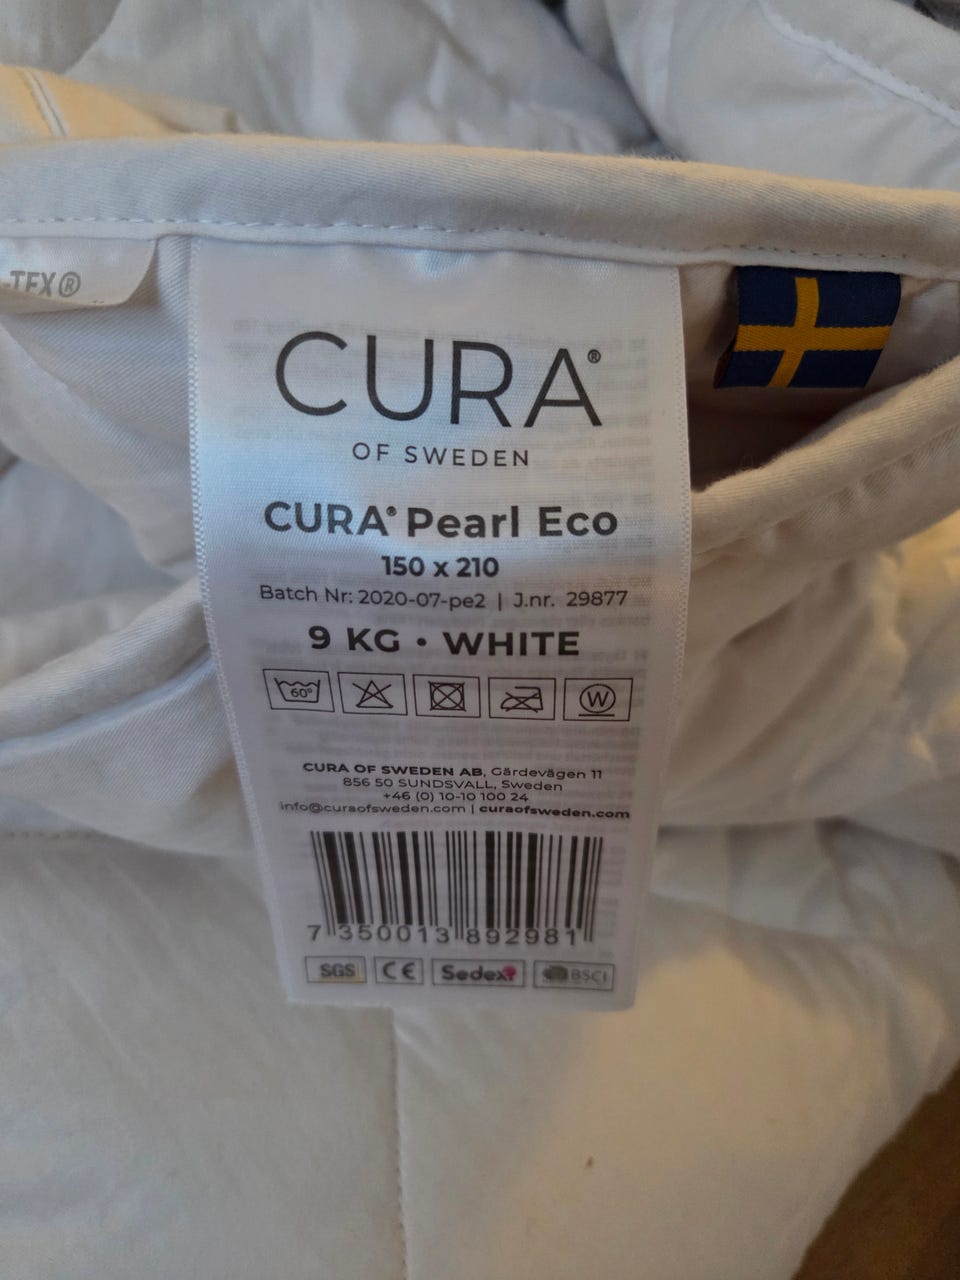 -TEX®
CURA®
OF SWEDEN
CURA® Pearl Eco
150 x 210
Batch Nr: 2020-07-pe2 | J.nr. 29877
9 KG • WHITE
60°
W
CURA OF SWEDEN AB, Gärdevägen 11
856 50 SUNDSVALL, Sweden
+46 (0) 10-10 100 24
info@curaofsweden.com | curaofsweden.com
7 350013 892981
SGS CE Sedex BSCI